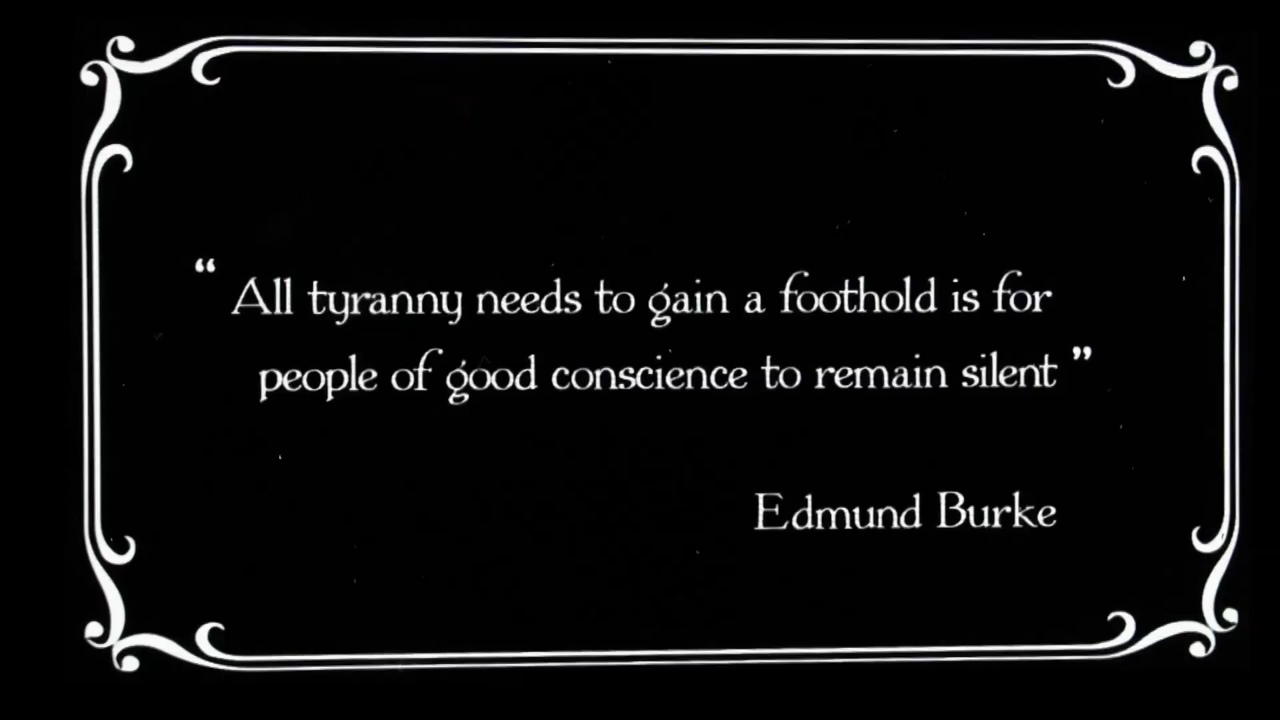 “ All tyranny needs to gain a foothold is for
people of good conscience to remain silent ”
Edmund Burke